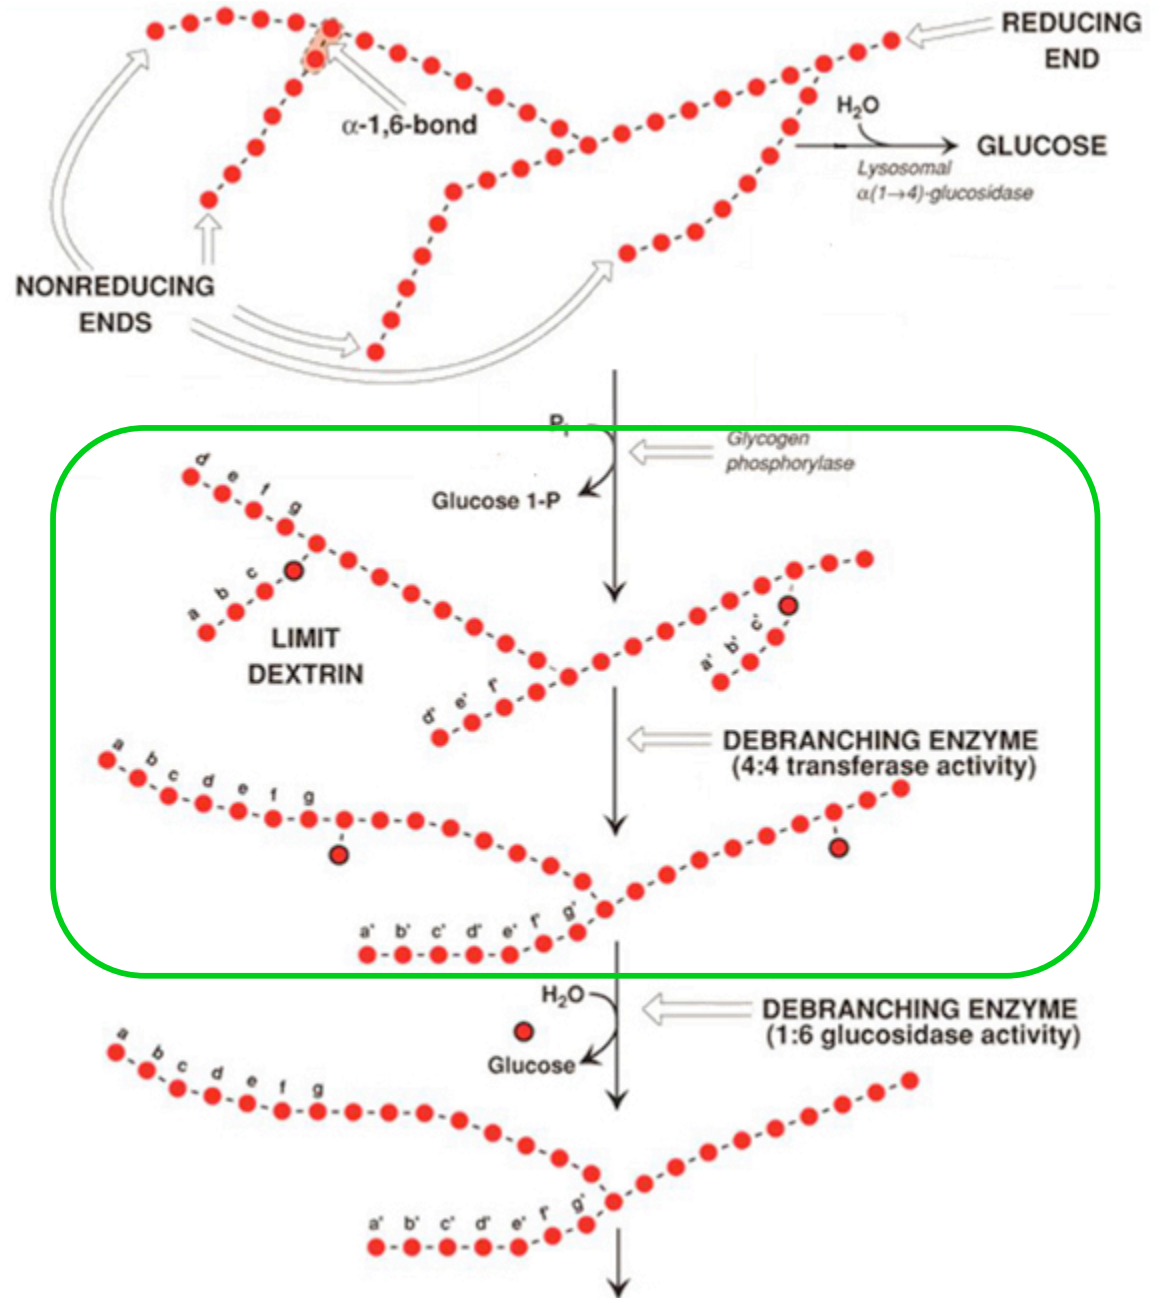 REDUCING
END
α-1,6-bond
H₂O
GLUCOSE
Lysosomal
α(1→4)-glucosidase
NONREDUCING
ENDS
Pᵢ
Glycogen
phosphorylase
Glucose 1-P
d e f g
a b c
LIMIT
DEXTRIN
a' b' c'
d' e' f'
DEBRANCHING ENZYME
(4:4 transferase activity)
a b c d e f g
a' b' c' d' e' f' g'
H₂O
Glucose
DEBRANCHING ENZYME
(1:6 glucosidase activity)
a b c d e f g
a' b' c' d' e' f' g'